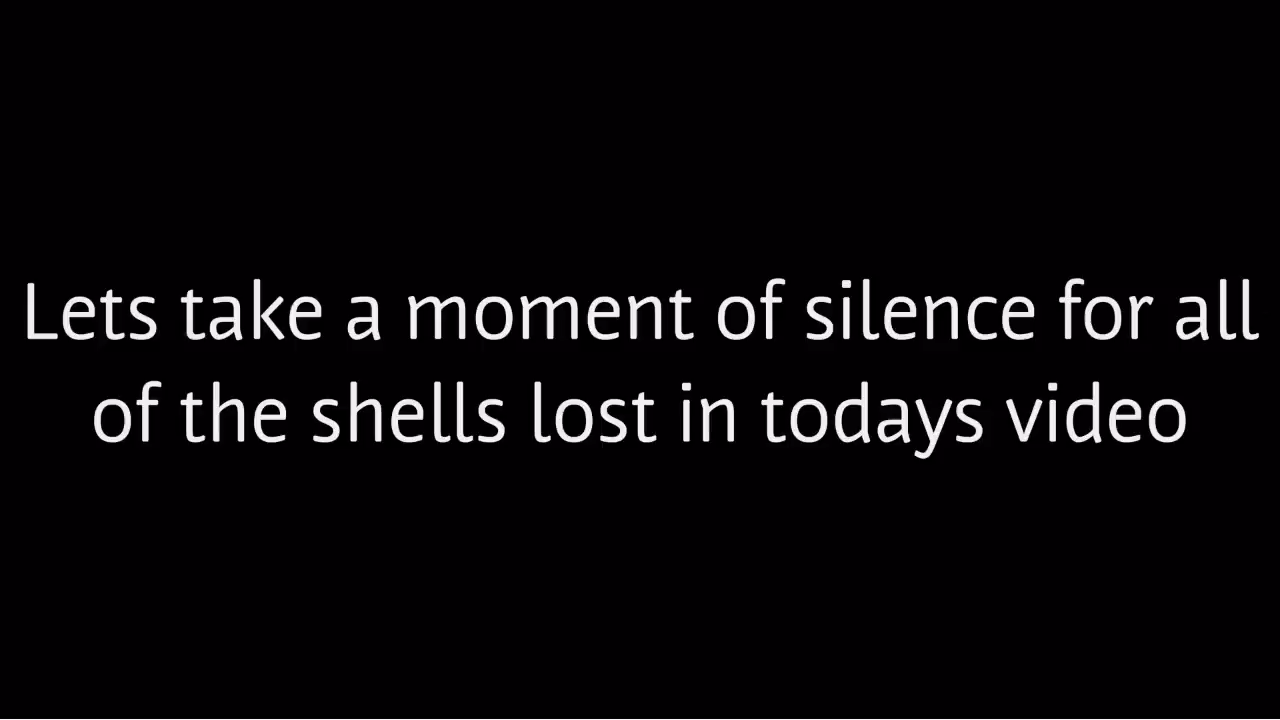 Lets take a moment of silence for all
of the shells lost in todays video